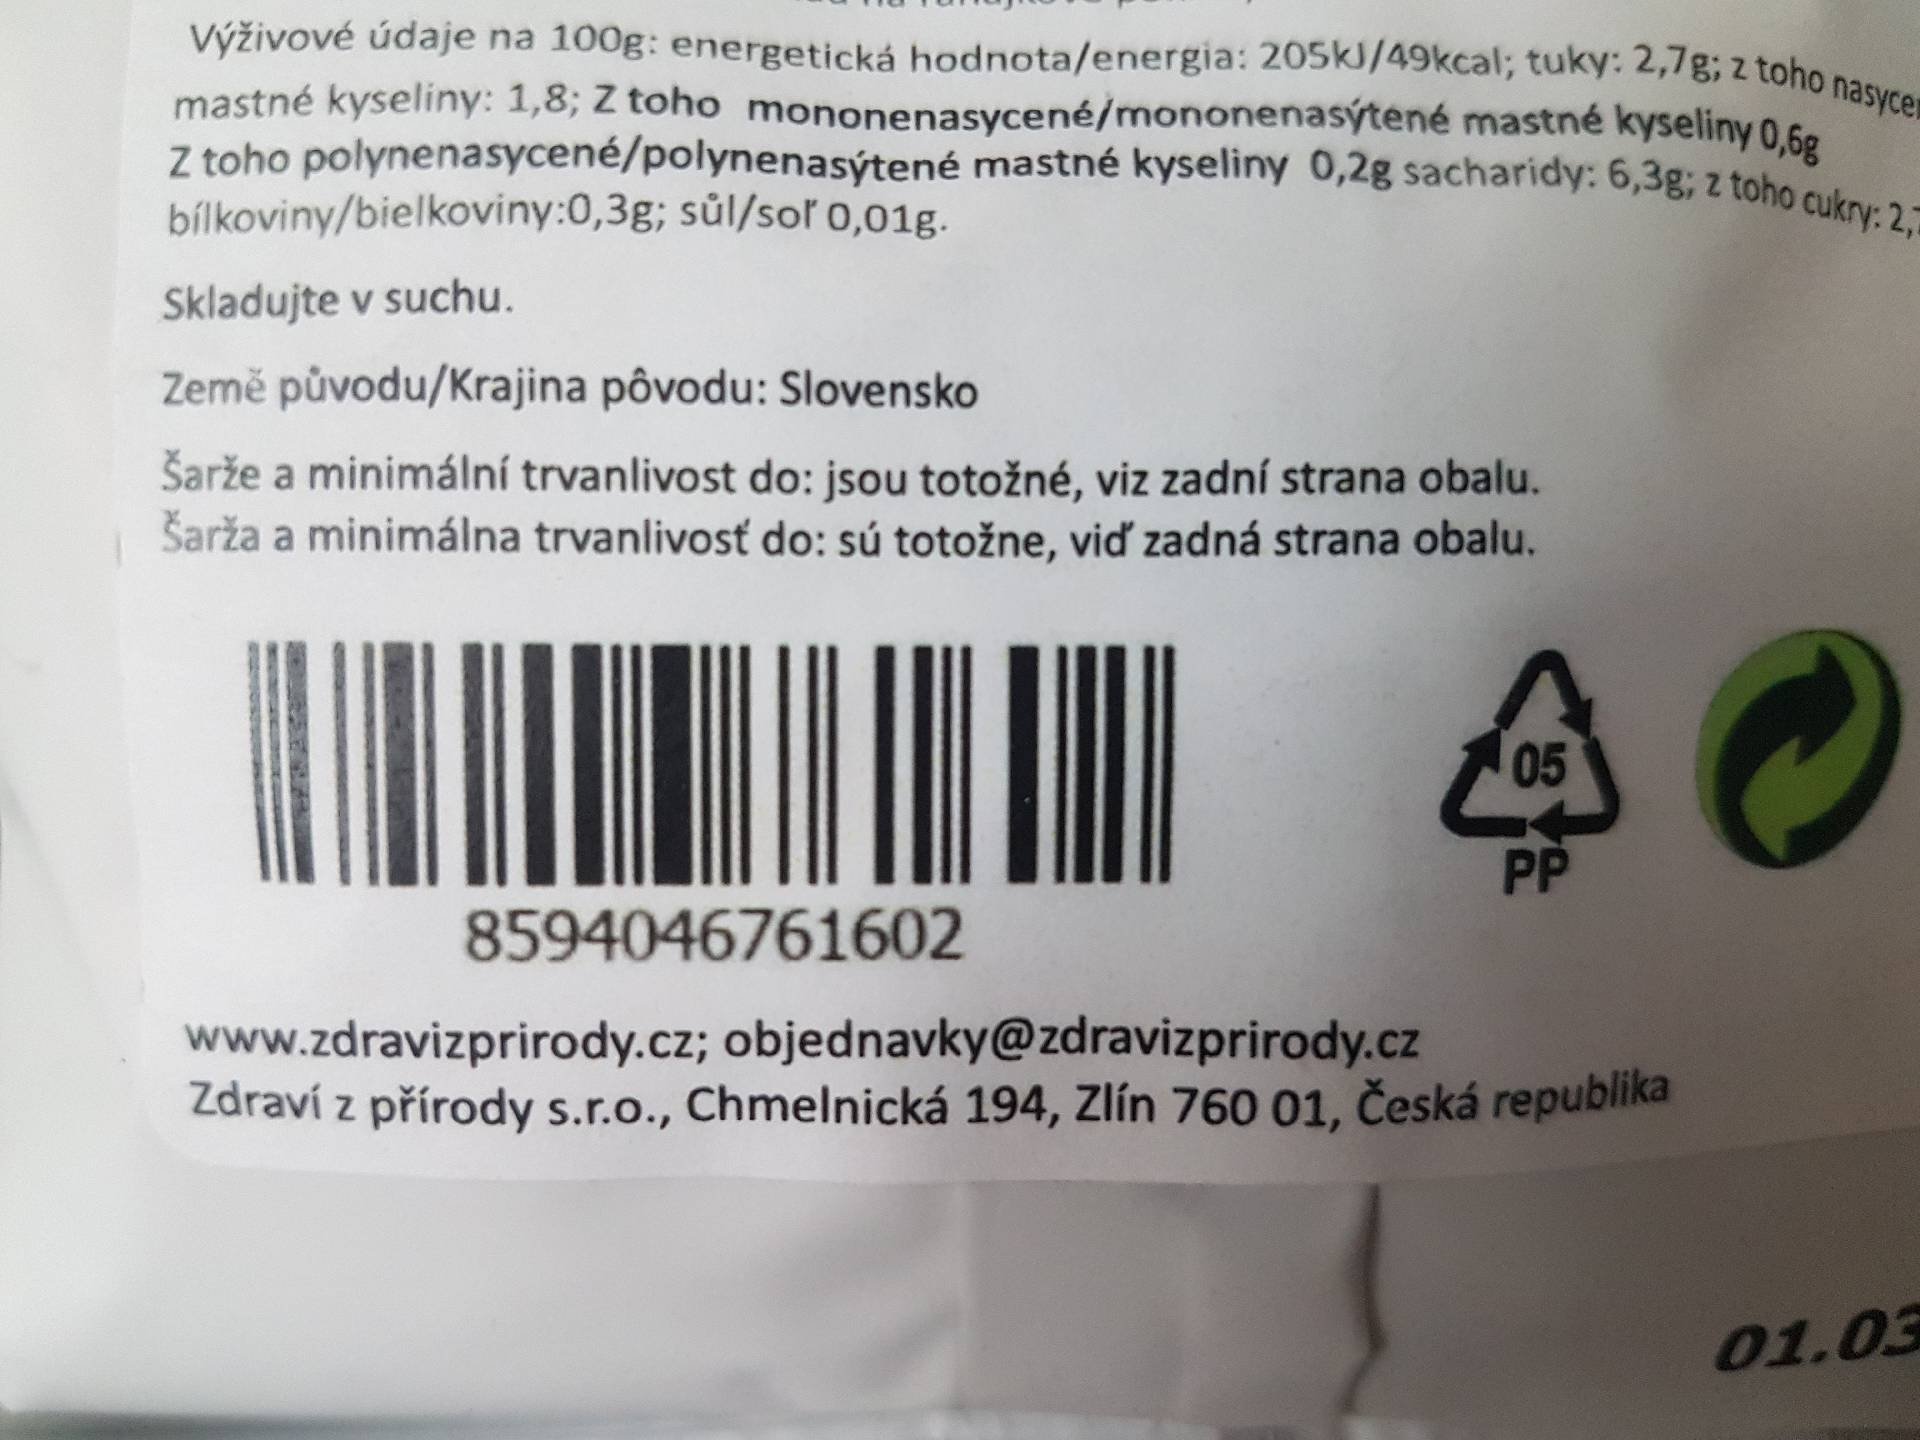 Výživové údaje na 100g: energetická hodnota/energia: 205kJ/49kcal; tuky: 2,7g; z toho
mastné kyseliny: 1,8; Z toho mononenasycené/mononenasýtené mastné kyseliny 0,6g
Z toho polynenasycené/polynenasýtené mastné kyseliny 0,2g sacharidy: 6,3g; z toho cukry:
bílkoviny/bielkoviny:0,3g; sůl/soľ 0,01g.
Skladujte v suchu.
Země původu/Krajina pôvodu: Slovensko
Šarže a minimální trvanlivost do: jsou totožné, viz zadní strana obalu.
Šarža a minimálna trvanlivosť do: sú totožne, viď zadná strana obalu.
05
PP
8594046761602
www.zdravizprirody.cz; objednavky@zdravizprirody.cz
Zdraví z přírody s.r.o., Chmelnická 194, Zlín 760 01, Česká republika
01.03